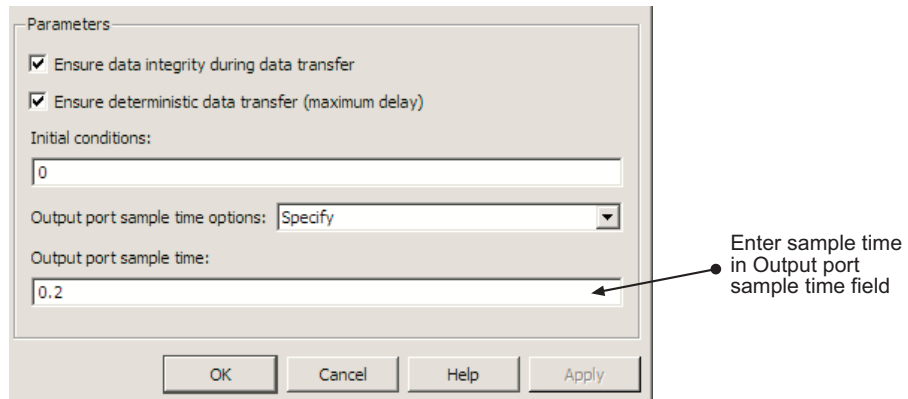 Parameters
Ensure data integrity during data transfer
Ensure deterministic data transfer (maximum delay)
Initial conditions:
0
Output port sample time options: Specify
Output port sample time:
0.2
Enter sample time
in Output port
sample time field
OK Cancel Help Apply